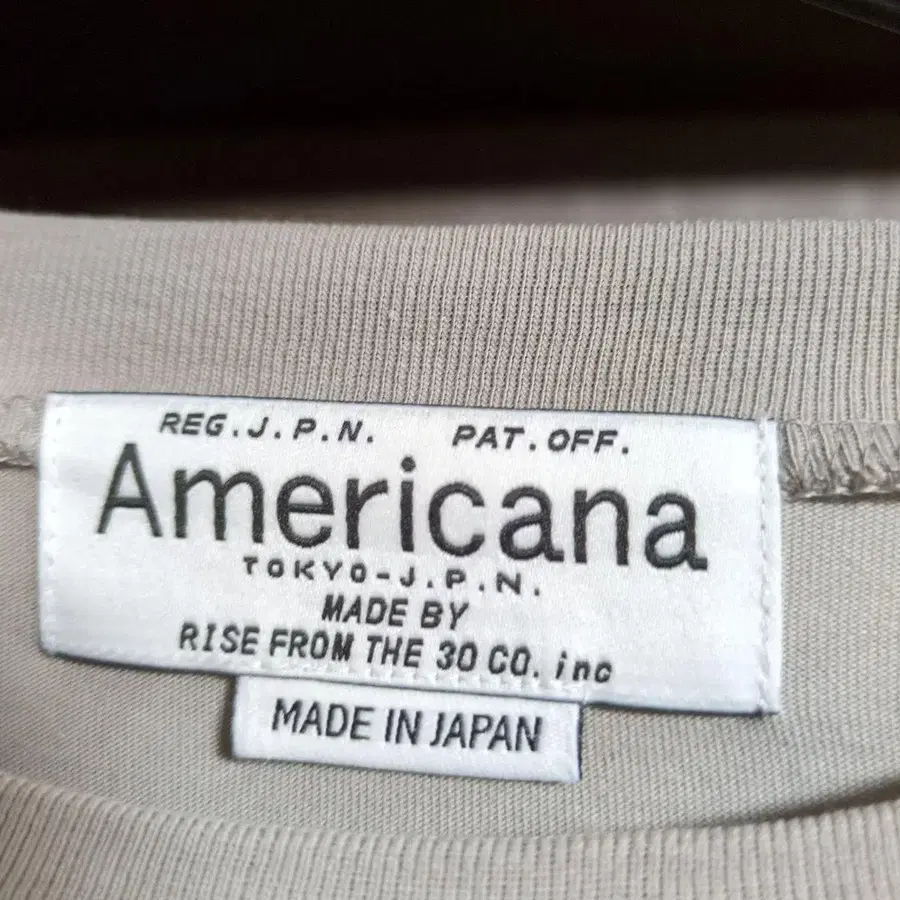 REG.J.P.N. PAT.OFF.
Americana
TOKYO-J.P.N.
MADE BY
RISE FROM THE 30 CO. inc
MADE IN JAPAN